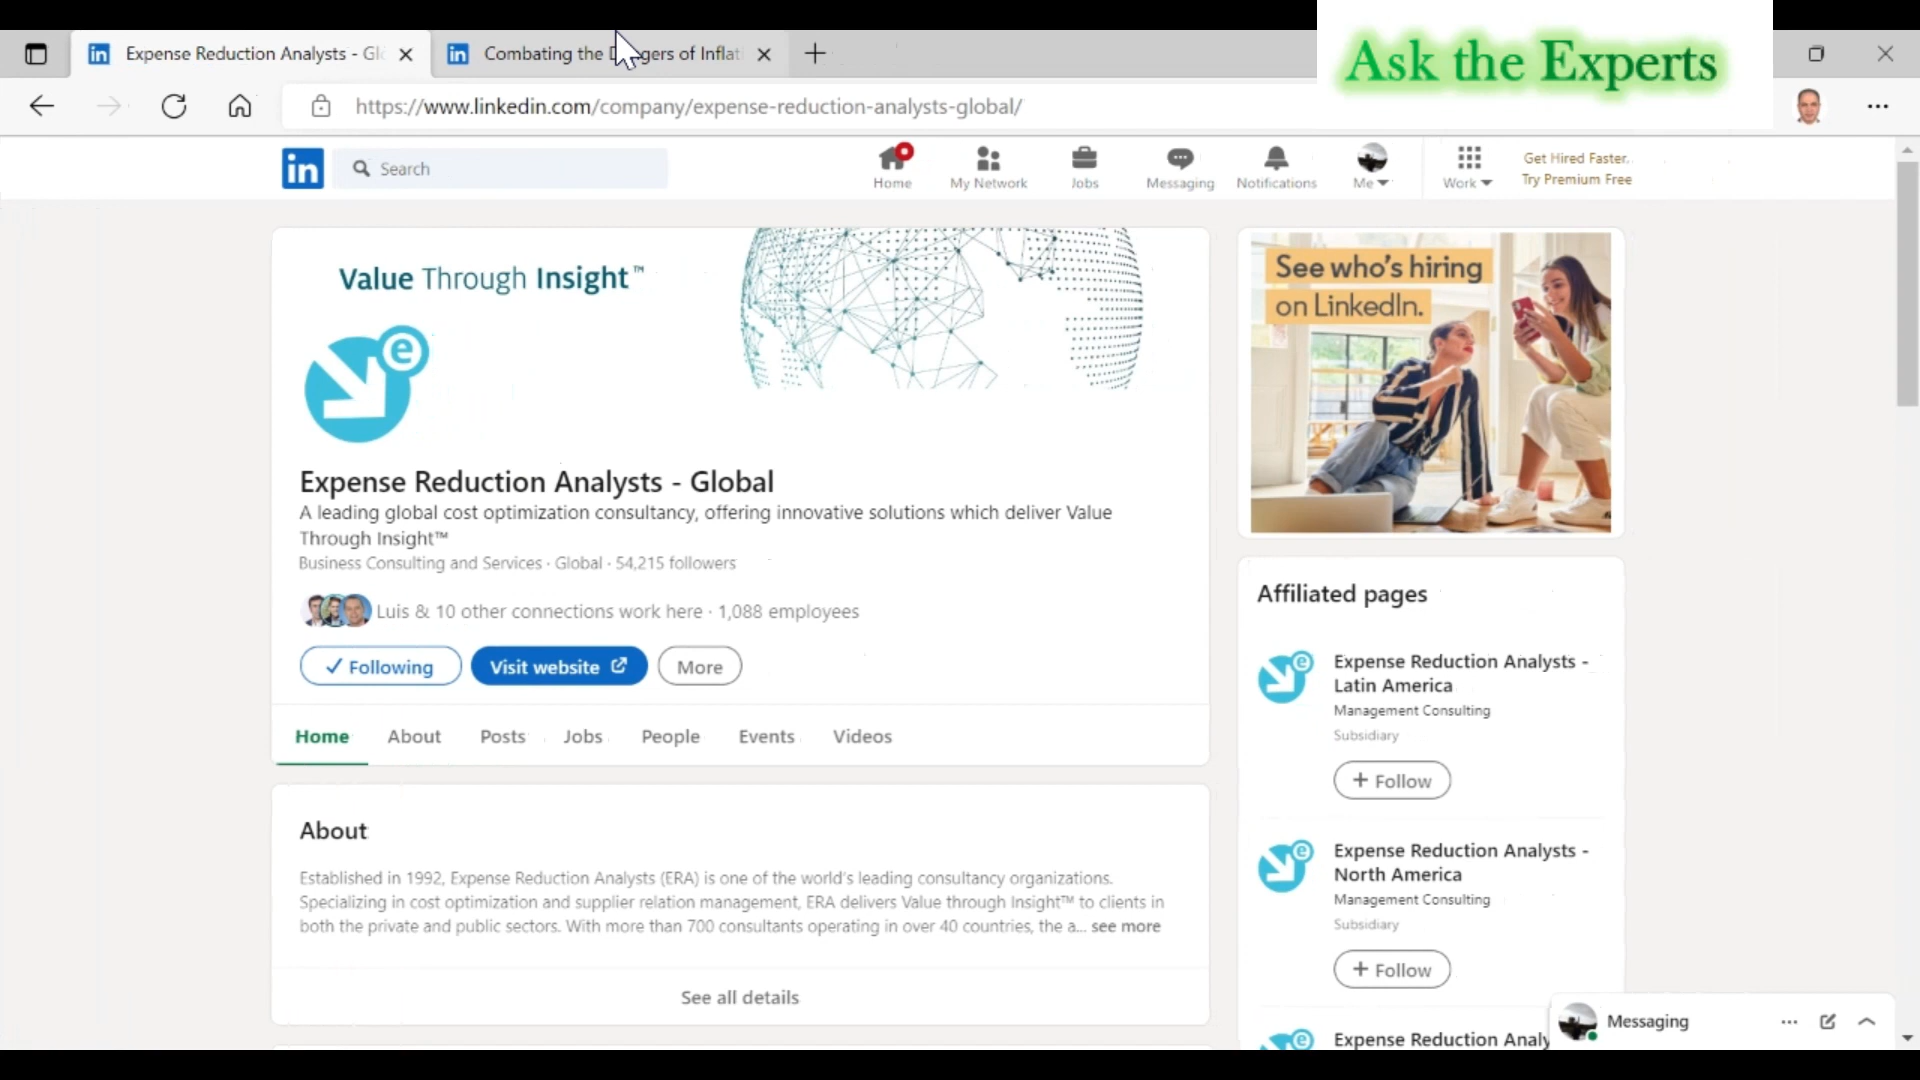 Ask the Experts
Expense Reduction Analysts - Gl
Combating the
gers of Inflat
https://www.linkedin.com/company/expense-reduction-analysts-global/
in
Search
Home
My Network
Jobs
Messaging
Notifications
Me
Work
Get Hired Faster,
Try Premium Free
Value Through Insight™
e
See who's hiring
on LinkedIn.
Expense Reduction Analysts - Global
A leading global cost optimization consultancy, offering innovative solutions which deliver Value
Through Insight™
Business Consulting and Services · Global · 54,215 followers
Luis & 10 other connections work here · 1,088 employees
Following
Visit website
More
Home
About
Posts
Jobs
People
Events
Videos
About
Established in 1992, Expense Reduction Analysts (ERA) is one of the world's leading consultancy organizations.
Specializing in cost optimization and supplier relation management, ERA delivers Value through Insight™ to clients in
both the private and public sectors. With more than 700 consultants operating in over 40 countries, the a... see more
See all details
Affiliated pages
Expense Reduction Analysts -
Latin America
Management Consulting
Subsidiary
+ Follow
Expense Reduction Analysts -
North America
Management Consulting
Subsidiary
+ Follow
Expense Reduction Analy
Messaging